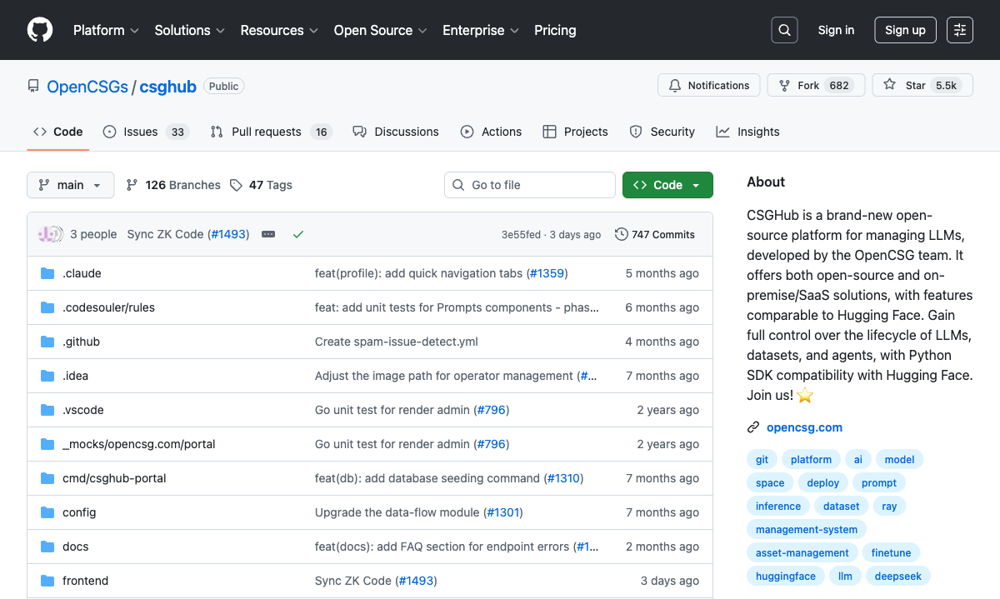 Platform Solutions Resources Open Source Enterprise Pricing Sign in Sign up
OpenCSGs / csghub Public Notifications Fork 682 Star 5.5k
Code Issues 33 Pull requests 16 Discussions Actions Projects Security Insights
main 126 Branches 47 Tags Go to file Code
3 people Sync ZK Code (#1493) 3e55fed · 3 days ago 747 Commits
.claude feat(profile): add quick navigation tabs (#1359) 5 months ago
.codesouler/rules feat: add unit tests for Prompts components - phas... 6 months ago
.github Create spam-issue-detect.yml 4 months ago
.idea Adjust the image path for operator management (#... 7 months ago
.vscode Go unit test for render admin (#796) 2 years ago
_mocks/opencsg.com/portal Go unit test for render admin (#796) 2 years ago
cmd/csghub-portal feat(db): add database seeding command (#1310) 7 months ago
config Upgrade the data-flow module (#1301) 7 months ago
docs feat(docs): add FAQ section for endpoint errors (#1... 2 months ago
frontend Sync ZK Code (#1493) 3 days ago
About
CSGHub is a brand-new open-
source platform for managing LLMs,
developed by the OpenCSG team. It
offers both open-source and on-
premise/SaaS solutions, with features
comparable to Hugging Face. Gain
full control over the lifecycle of LLMs,
datasets, and agents, with Python
SDK compatibility with Hugging Face.
Join us! ⭐
opencsg.com
git platform ai model
space deploy prompt
inference dataset ray
management-system
asset-management finetune
huggingface llm deepseek